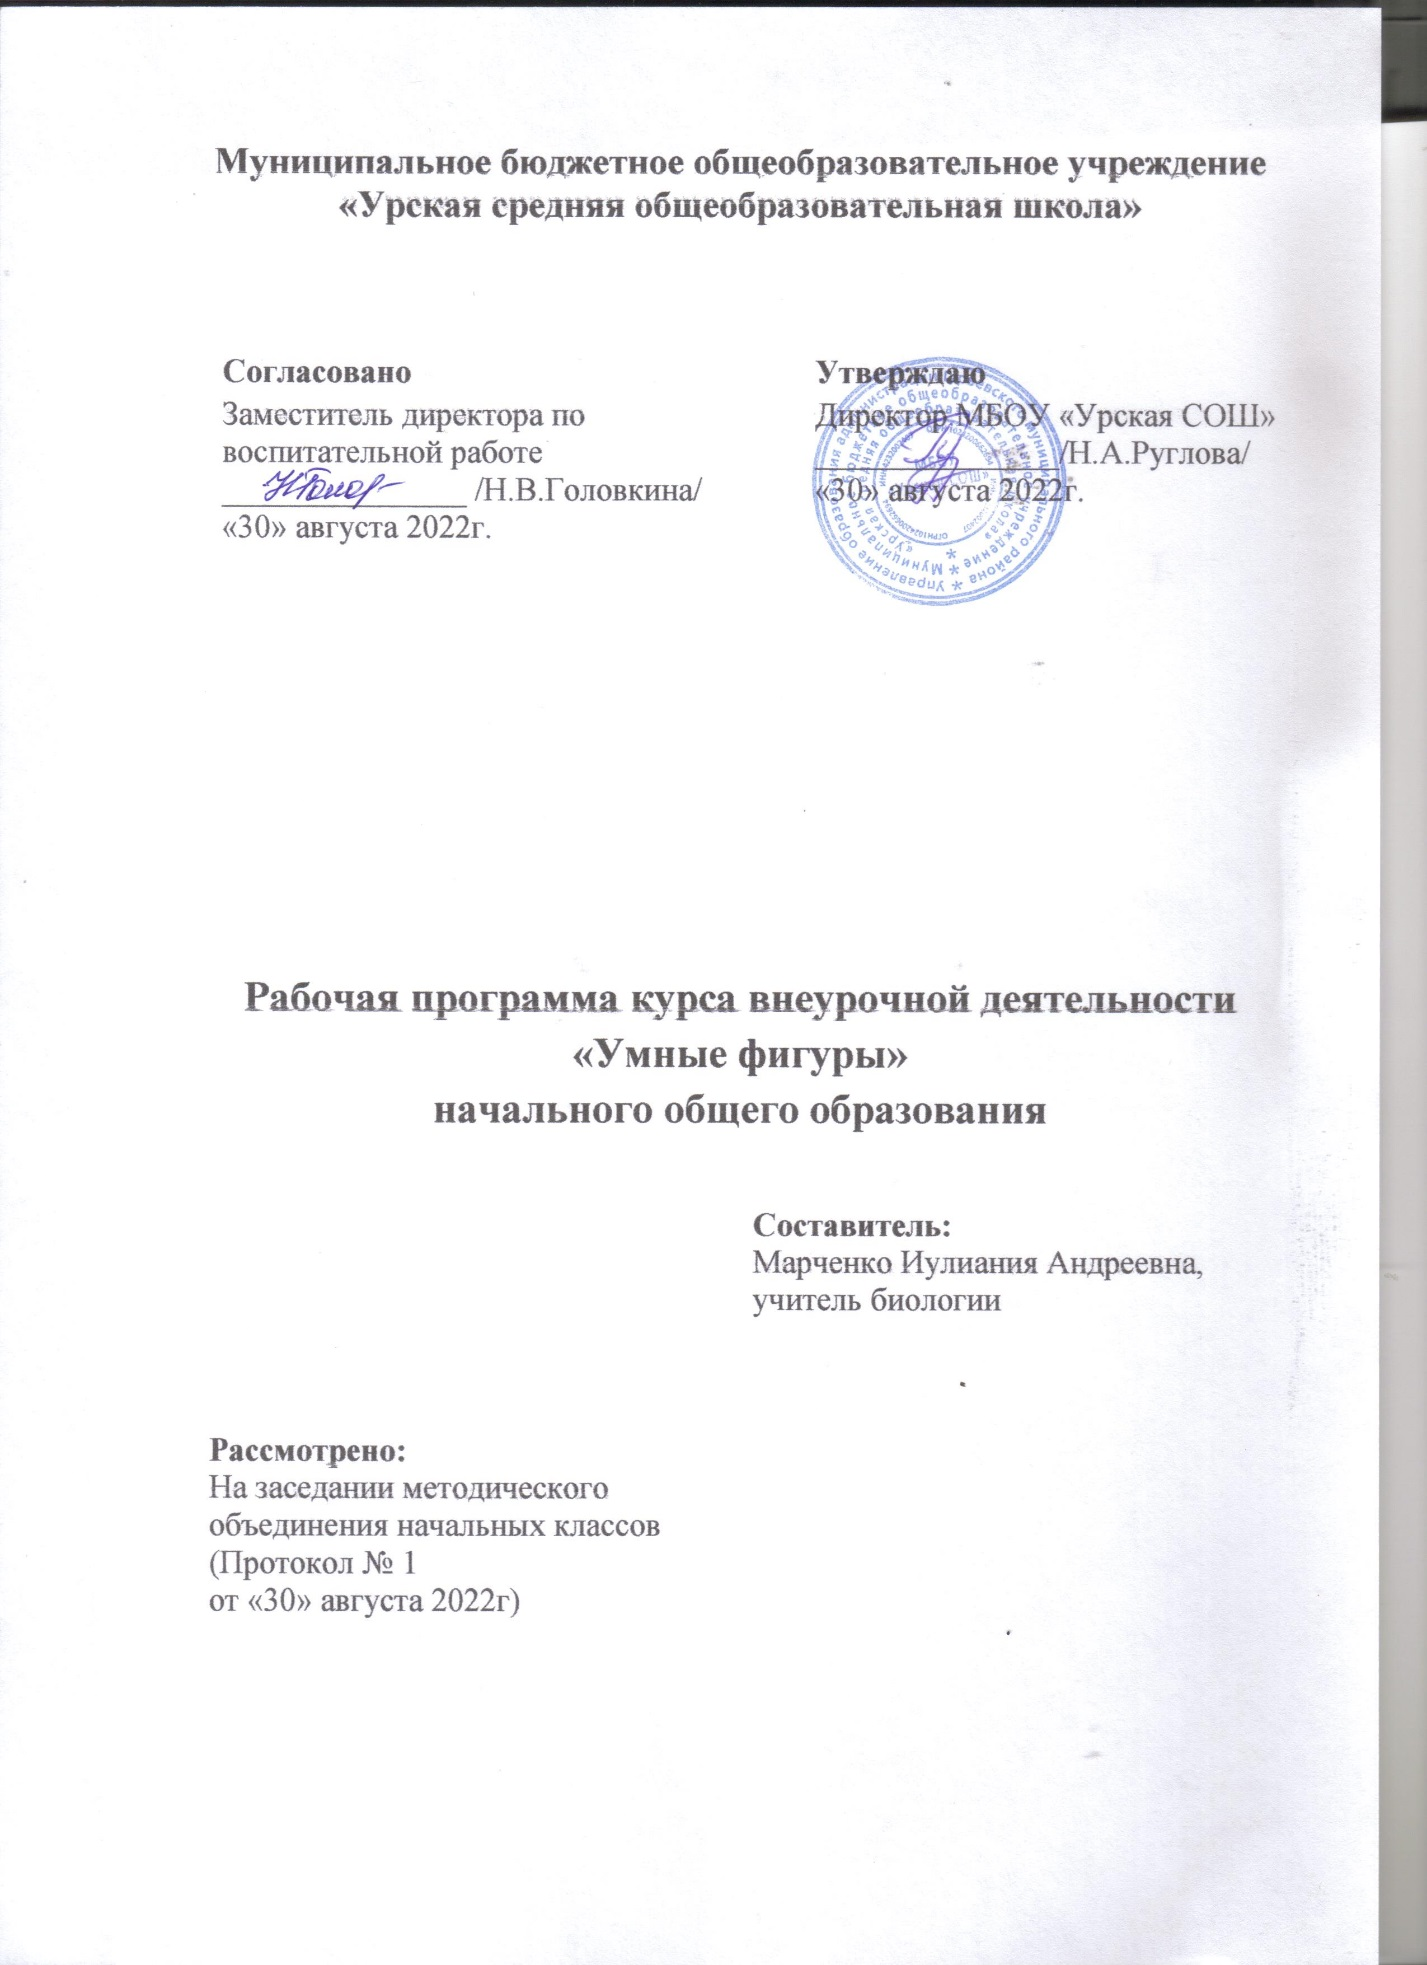 Муниципальное бюджетное общеобразовательное учреждение
«Урская средняя общеобразовательная школа»
Согласовано
Заместитель директора по
воспитательной работе
/Н.В.Головкина/
«30» августа 2022г.
Утверждаю
Директор МБОУ «Урская СОШ»
/Н.А.Руглова/
«30» августа 2022г.
Рабочая программа курса внеурочной деятельности
«Умные фигуры»
начального общего образования
Составитель:
Марченко Иулиания Андреевна,
учитель биологии
Рассмотрено:
На заседании методического
объединения начальных классов
(Протокол № 1
от «30» августа 2022г)